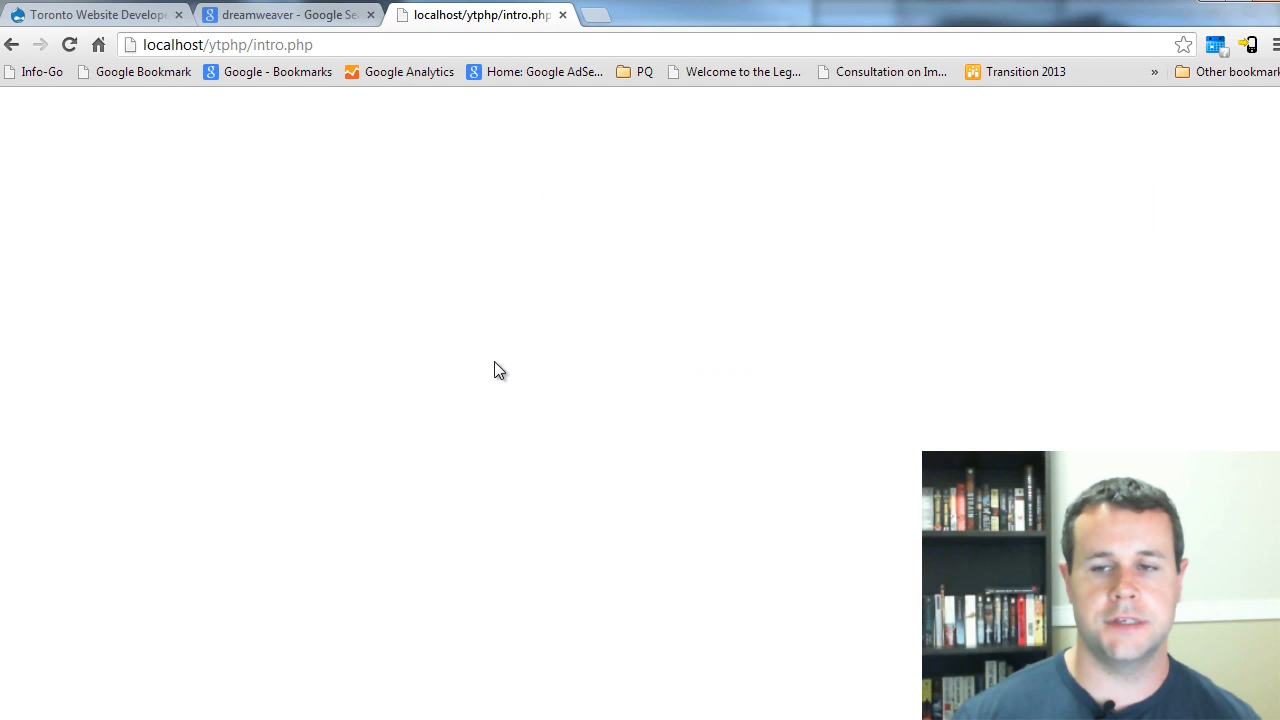 Toronto Website Develop
dreamweaver - Google Se
localhost/ytphp/intro.php
localhost/ytphp/intro.php
Info-Go
Google Bookmark
Google - Bookmarks
Google Analytics
Home: Google AdSe...
PQ
Welcome to the Leg...
Consultation on Im...
Transition 2013
»
Other bookmark
STRAIN